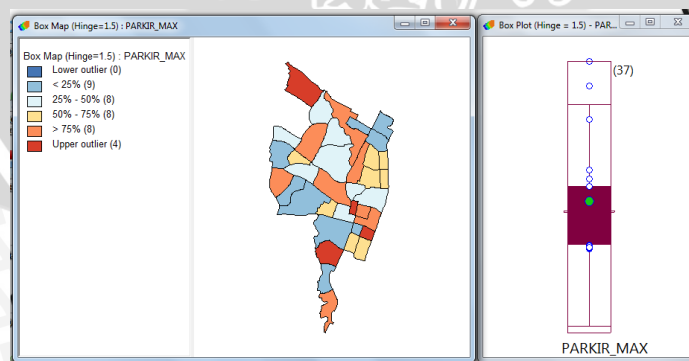 Box Map (Hinge=1.5) : PARKIR_MAX
Box Map (Hinge=1.5) : PARKIR_MAX
Lower outlier (0)
< 25% (9)
25% - 50% (8)
50% - 75% (8)
> 75% (8)
Upper outlier (4)
Box Plot (Hinge = 1.5) - PAR...
(37)
PARKIR_MAX